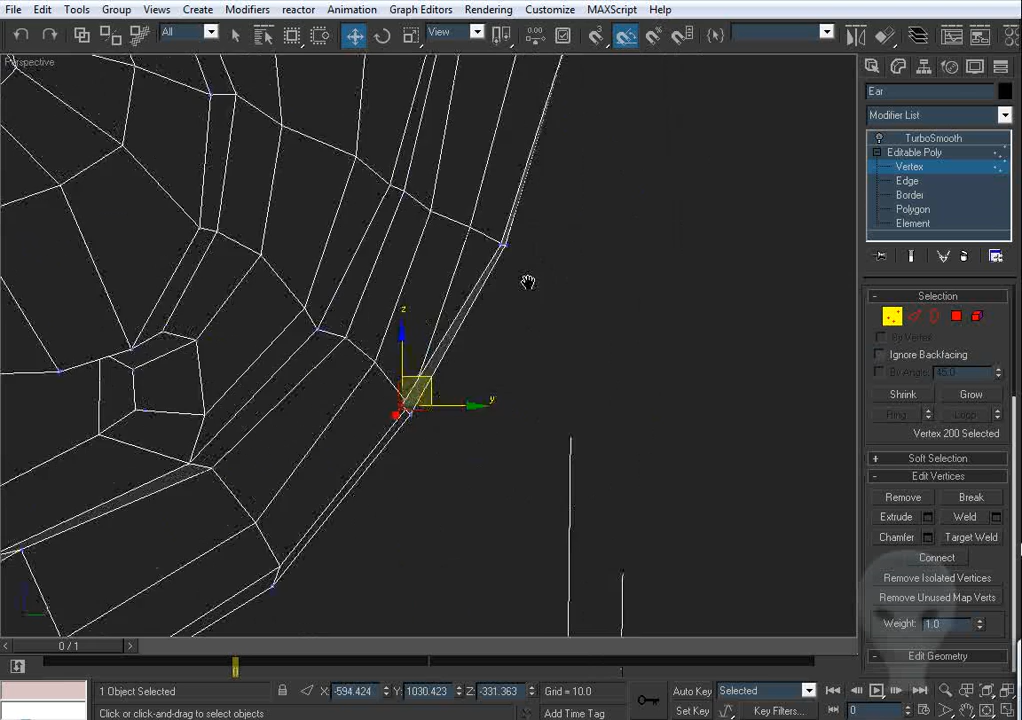 File Edit Tools Group Views Create Modifiers reactor Animation Graph Editors Rendering Customize MAXScript Help
All View 0.00
Perspective
Ear
Modifier List
TurboSmooth
Editable Poly
Vertex
Edge
Border
Polygon
Element
z
y
Selection
By Vertex
Ignore Backfacing
By Angle: 45.0
Shrink Grow
Ring Loop
Vertex 200 Selected
Soft Selection
Edit Vertices
Remove Break
Extrude Weld
Chamfer Target Weld
Connect
Remove Isolated Vertices
Remove Unused Map Verts
Weight: 1.0
Edit Geometry
0 / 1
1 Object Selected X: -594.424 Y: 1030.423 Z: -331.363 Grid = 10.0 Auto Key Selected
Click or click-and-drag to select objects Add Time Tag Set Key Key Filters... 0